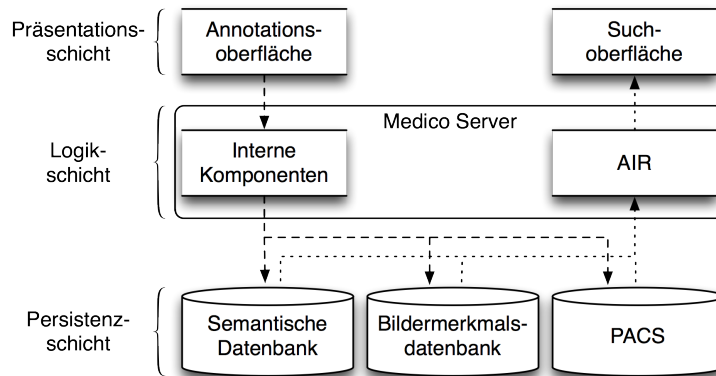 Präsentations-
schicht
Annotations-
oberfläche
Such-
oberfläche
Medico Server
Logik-
schicht
Interne
Komponenten
AIR
Persistenz-
schicht
Semantische
Datenbank
Bildermerkmals-
datenbank
PACS